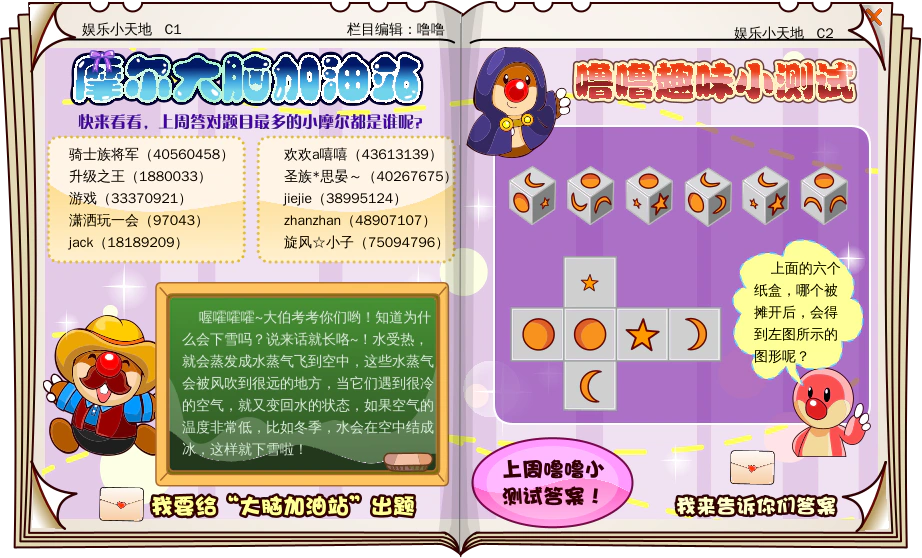 娱乐小天地 C1
栏目编辑：噜噜
摩尔大脑加油站
快来看看，上周答对题目最多的小摩尔都是谁呢？
骑士族将军（40560458）
升级之王（1880033）
游戏（33370921）
潇洒玩一会（97043）
jack（18189209）
欢欢a嘻嘻（43613139）
圣族*思晏～（40267675）
jiejie（38995124）
zhanzhan（48907107）
旋风☆小子（75094796）
喔嚯嚯嚯~大伯考考你们哟！知道为什
么会下雪吗？说来话就长咯~！水受热，
就会蒸发成水蒸气飞到空中，这些水蒸气
会被风吹到很远的地方，当它们遇到很冷
的空气，就又变回水的状态，如果空气的
温度非常低，比如冬季，水会在空中结成
冰，这样就下雪啦！
我要给“大脑加油站”出题
娱乐小天地 C2
噜噜趣味小测试
上面的六个
纸盒，哪个被
摊开后，会得
到左图所示的
图形呢？
上周噜噜小
测试答案！
我来告诉你们答案